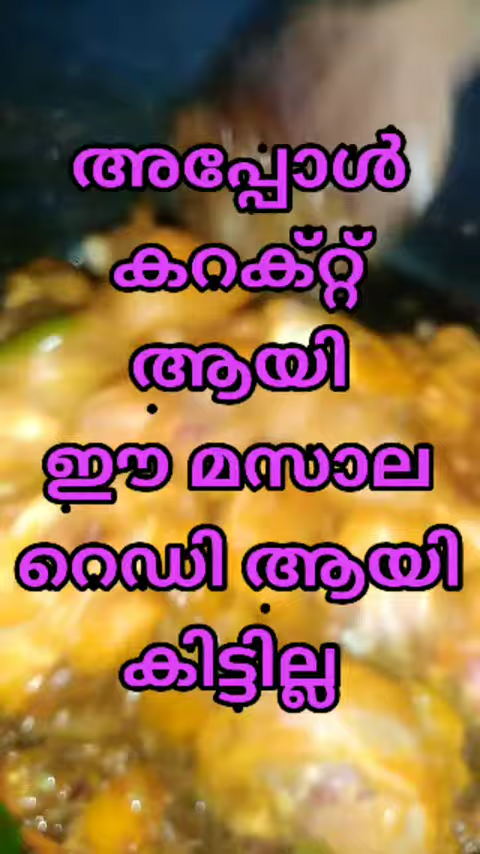 അപ്പോൾ
കറക്റ്റ്
ആയി
ഈ മസാല
റെഡി ആയി
കിട്ടില്ല